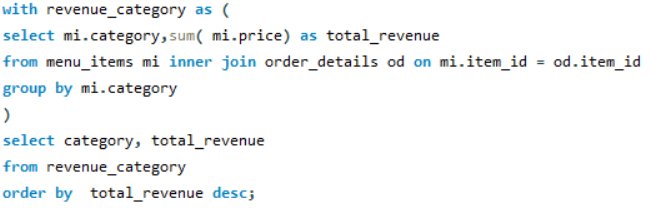 with revenue_category as (
select mi.category,sum( mi.price) as total_revenue
from menu_items mi inner join order_details od on mi.item_id = od.item_id
group by mi.category
)
select category, total_revenue
from revenue_category
order by  total_revenue desc;